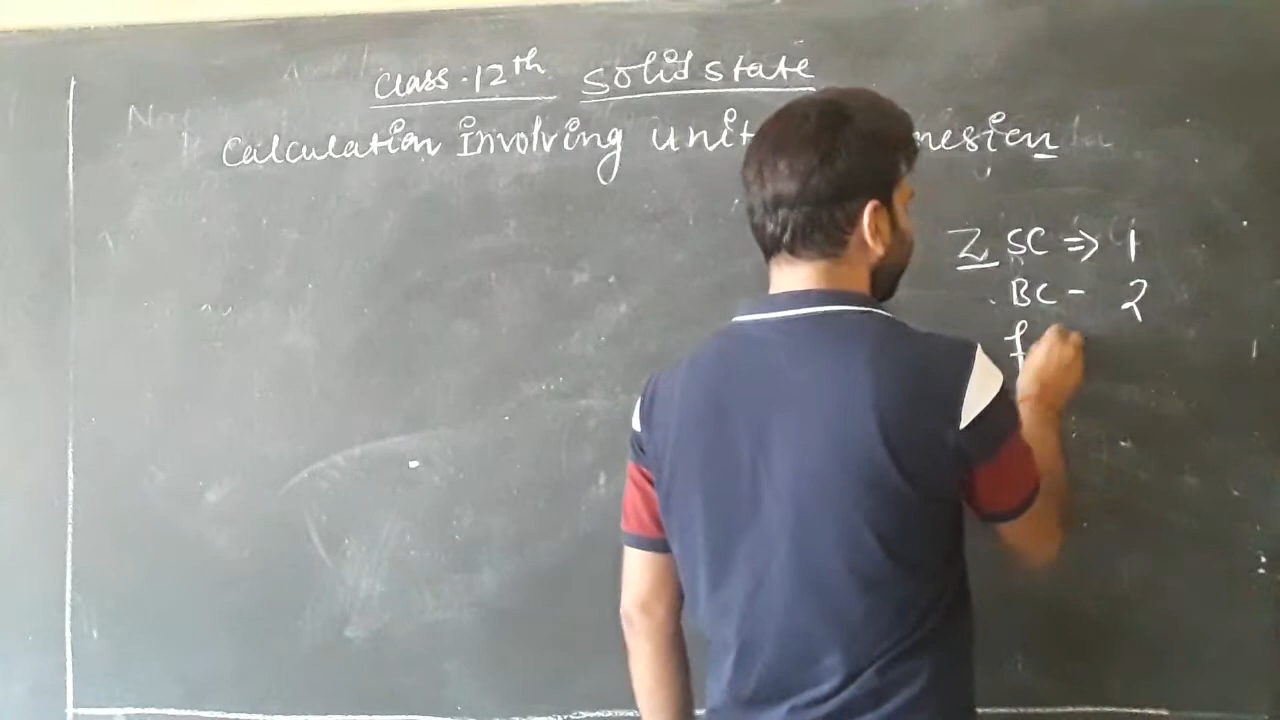 Class:12th Solid state
Calculation Involving unit
Z SC => 1
BC - 2
f